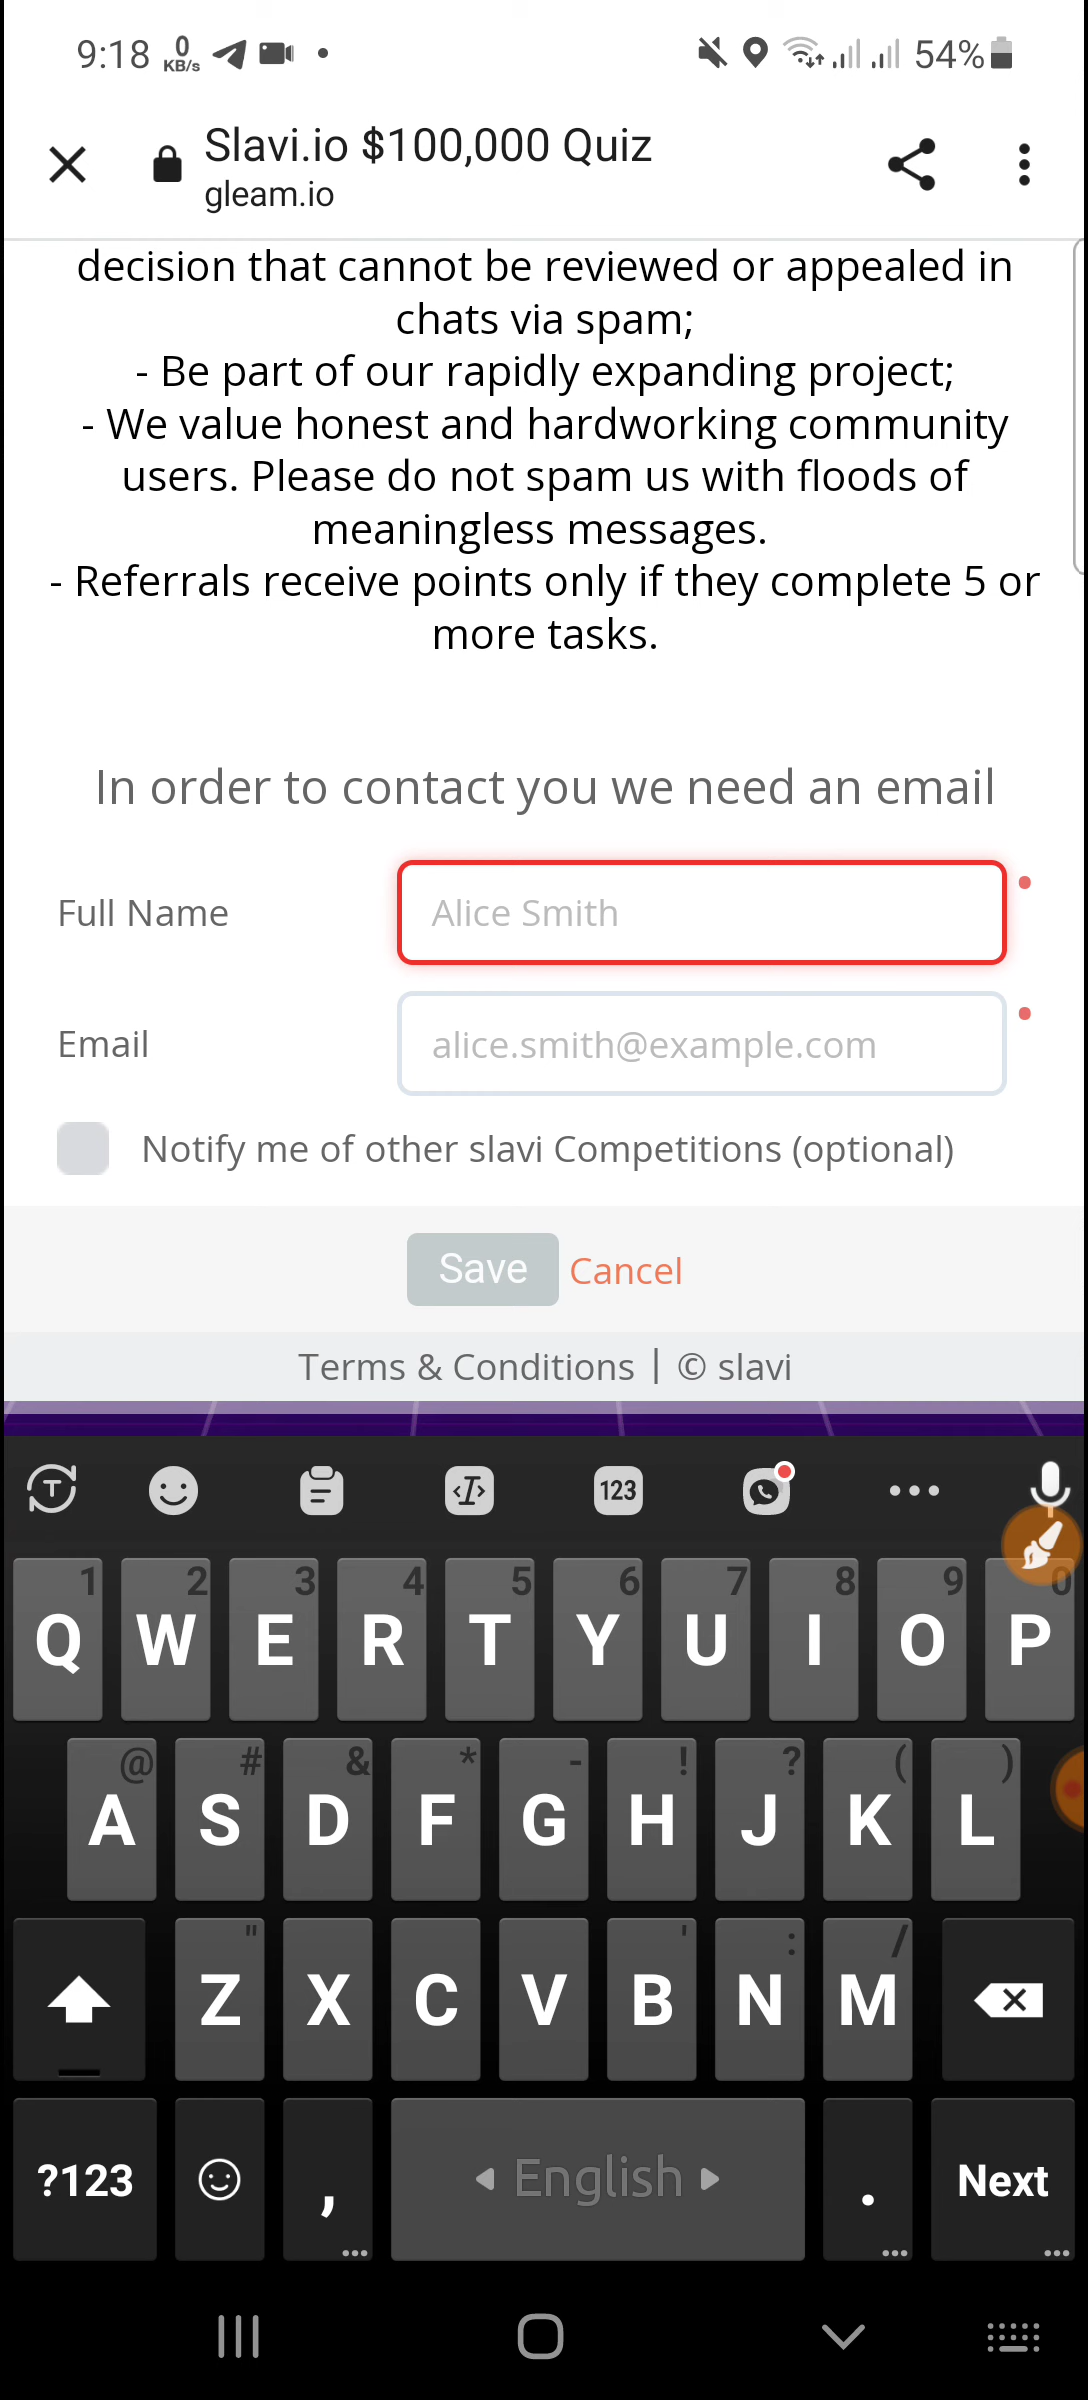 9:18 0 KB/s 54%
Slavi.io $100,000 Quiz
gleam.io
decision that cannot be reviewed or appealed in
chats via spam;
- Be part of our rapidly expanding project;
- We value honest and hardworking community
users. Please do not spam us with floods of
meaningless messages.
- Referrals receive points only if they complete 5 or
more tasks.
In order to contact you we need an email
Full Name Alice Smith
Email alice.smith@example.com
Notify me of other slavi Competitions (optional)
Save Cancel
Terms & Conditions | © slavi
T I 123
1 2 3 4 5 6 7 8 9 0
Q W E R T Y U I O P
@ # & * - ! ? ( )
A S D F G H J K L
" ' : /
Z X C V B N M
?123 , English . Next